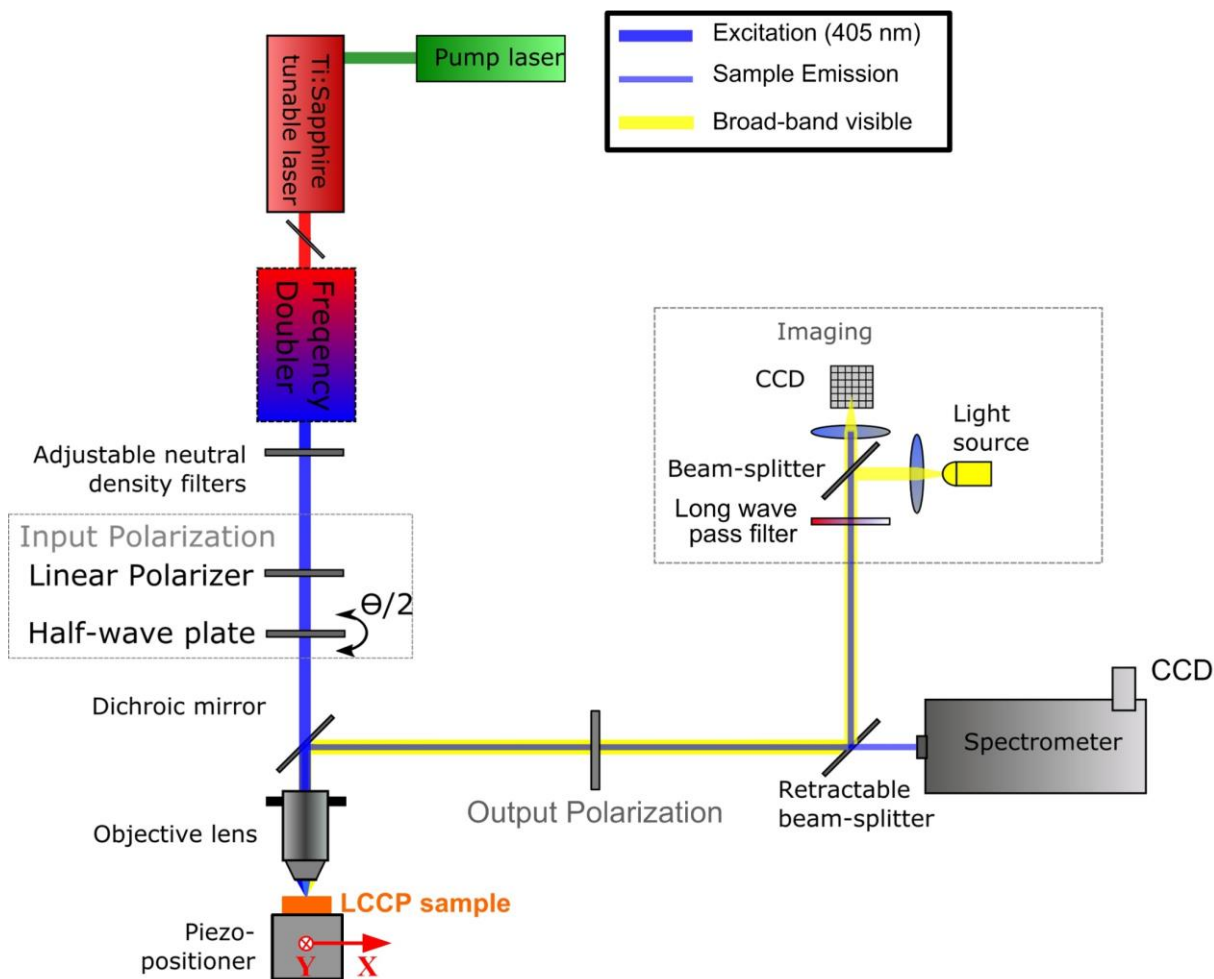 Ti:Sapphire
tunable laser
Pump laser
Excitation (405 nm)
Sample Emission
Broad-band visible
Freqency
Doubler
Adjustable neutral
density filters
Input Polarization
Linear Polarizer
Half-wave plate
Θ/2
Dichroic mirror
Objective lens
LCCP sample
Piezo-
positioner
Y
X
Output Polarization
Imaging
CCD
Light
source
Beam-splitter
Long wave
pass filter
CCD
Spectrometer
Retractable
beam-splitter